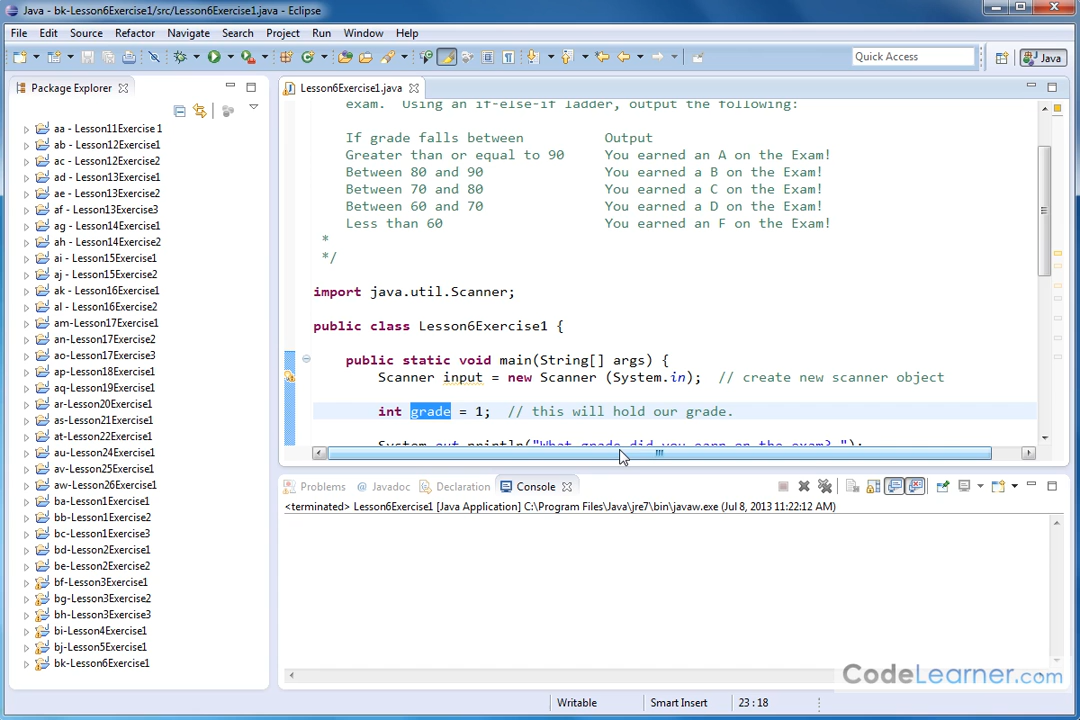 Java - bk-Lesson6Exercise1/src/Lesson6Exercise1.java - Eclipse
File Edit Source Refactor Navigate Search Project Run Window Help
Quick Access
Java
Package Explorer
aa - Lesson11Exercise1
ab - Lesson12Exercise1
ac - Lesson12Exercise2
ad - Lesson13Exercise1
ae - Lesson13Exercise2
af - Lesson13Exercise3
ag - Lesson14Exercise1
ah - Lesson14Exercise2
ai - Lesson15Exercise1
aj - Lesson15Exercise2
ak - Lesson16Exercise1
al - Lesson16Exercise2
am-Lesson17Exercise1
an-Lesson17Exercise2
ao-Lesson17Exercise3
ap-Lesson18Exercise1
aq-Lesson19Exercise1
ar-Lesson20Exercise1
as-Lesson21Exercise1
at-Lesson22Exercise1
au-Lesson24Exercise1
av-Lesson25Exercise1
aw-Lesson26Exercise1
ba-Lesson1Exercise1
bb-Lesson1Exercise2
bc-Lesson1Exercise3
bd-Lesson2Exercise1
be-Lesson2Exercise2
bf-Lesson3Exercise1
bg-Lesson3Exercise2
bh-Lesson3Exercise3
bi-Lesson4Exercise1
bj-Lesson5Exercise1
bk-Lesson6Exercise1
Lesson6Exercise1.java
exam. Using an if-else-if ladder, output the following:
If grade falls between Output
Greater than or equal to 90 You earned an A on the Exam!
Between 80 and 90 You earned a B on the Exam!
Between 70 and 80 You earned a C on the Exam!
Between 60 and 70 You earned a D on the Exam!
Less than 60 You earned an F on the Exam!
*
*/
import java.util.Scanner;
public class Lesson6Exercise1 {
public static void main(String[] args) {
Scanner input = new Scanner (System.in); // create new scanner object
int grade = 1; // this will hold our grade.
System.out.println("What grade did you earn on the exam? ");
Problems Javadoc Declaration Console
<terminated> Lesson6Exercise1 [Java Application] C:\Program Files\Java\jre7\bin\javaw.exe (Jul 8, 2013 11:22:12 AM)
CodeLearner.com
Writable Smart Insert 23 : 18